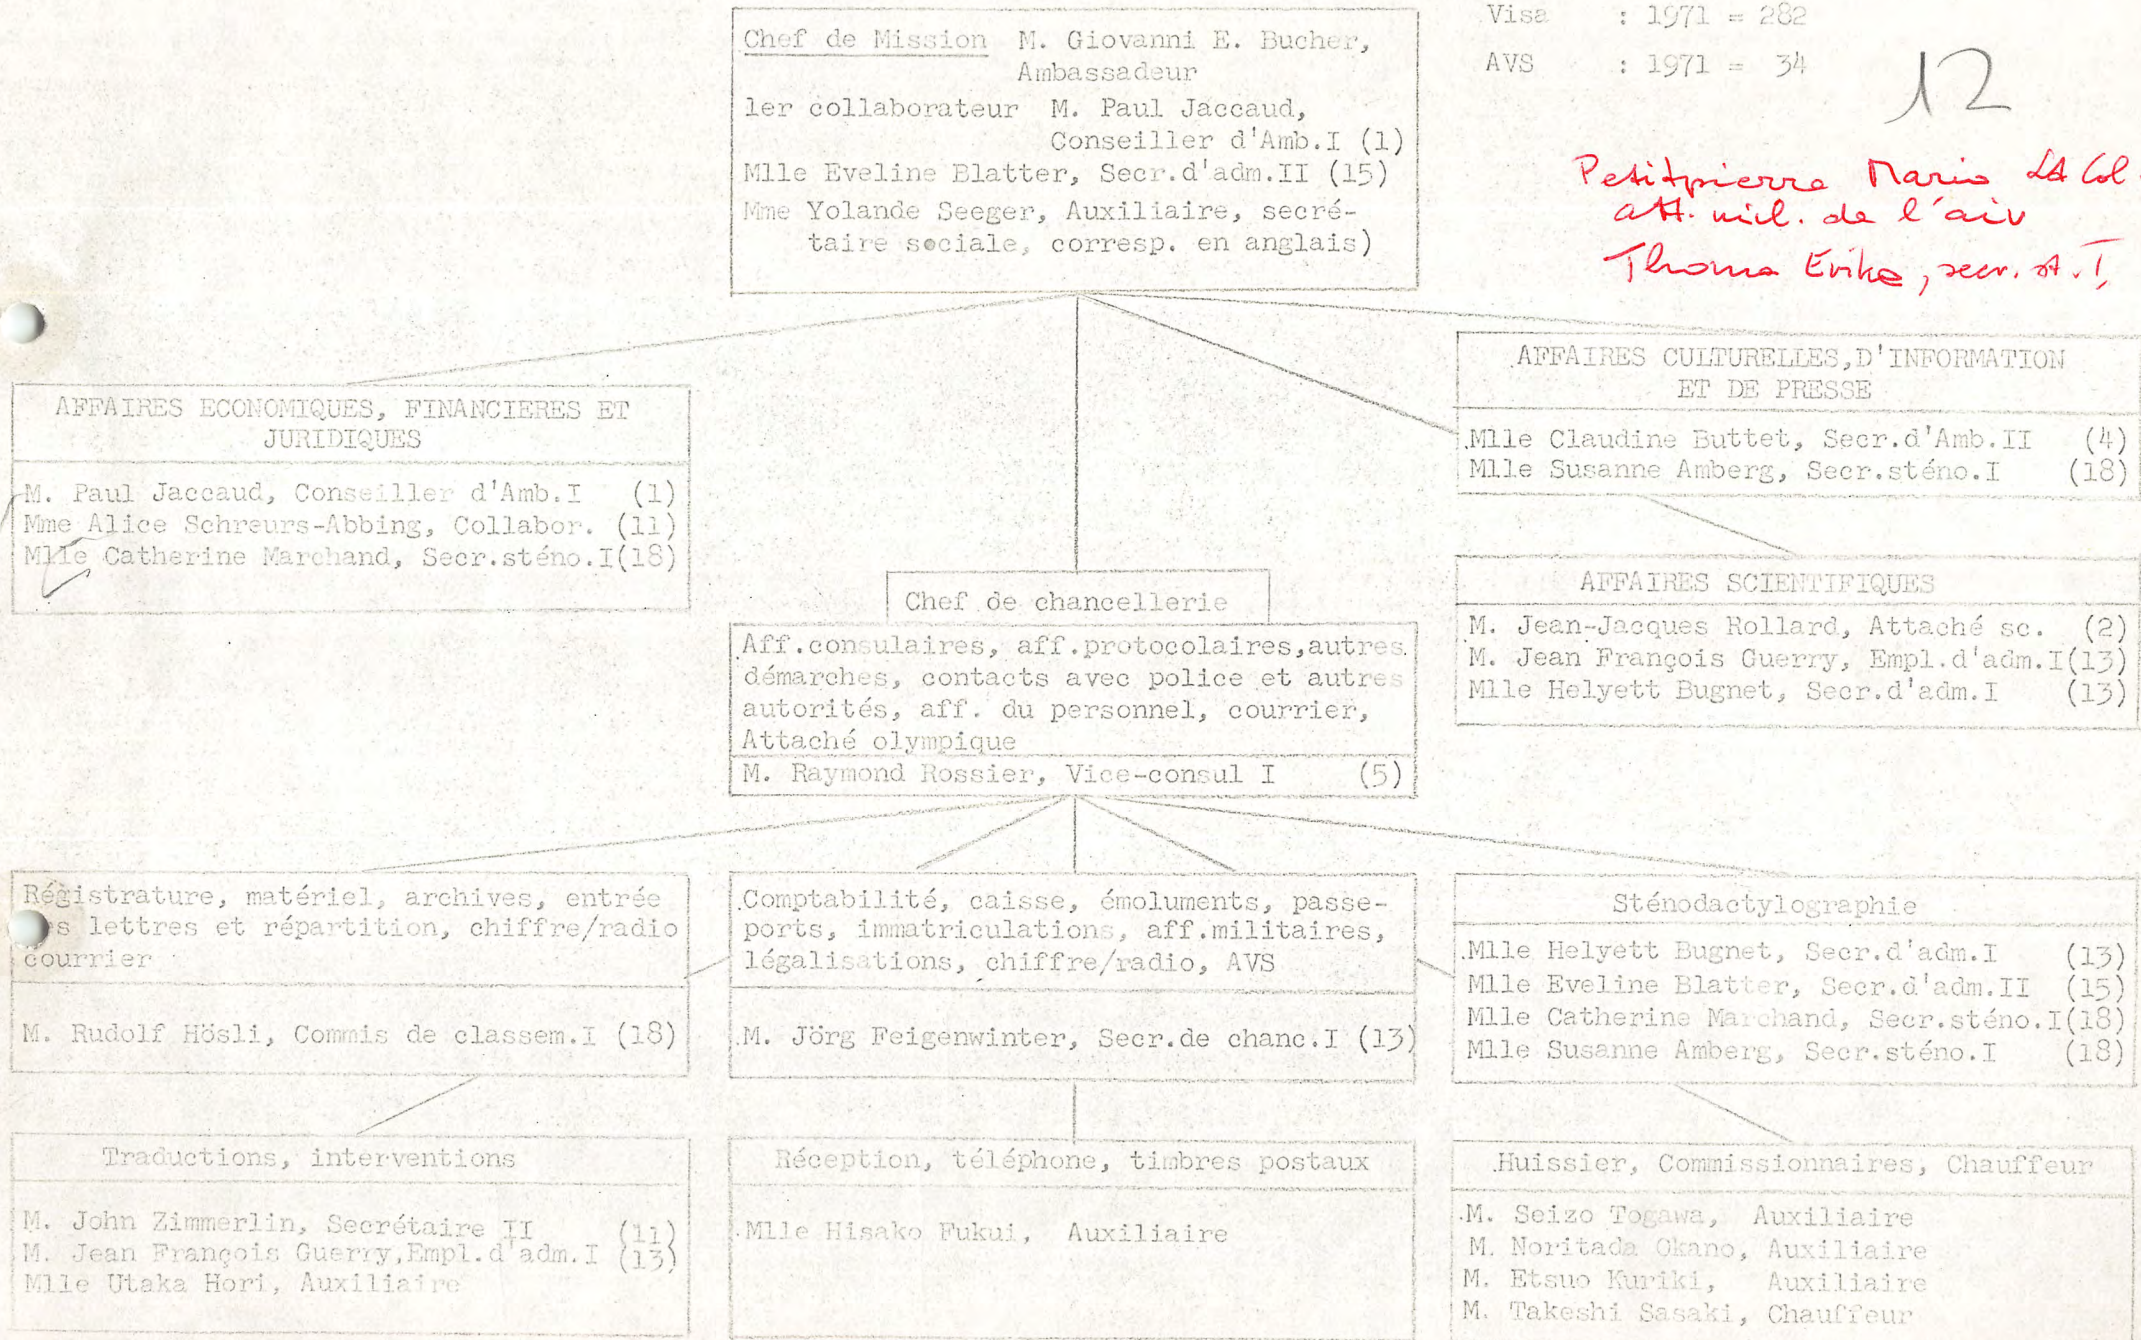 Chef de Mission M. Giovanni E. Bucher,
Ambassadeur
1er collaborateur M. Paul Jaccaud,
Conseiller d'Amb.I (1)
Mlle Eveline Blatter, Secr.d'adm.II (15)
Mme Yolande Seeger, Auxiliaire, secré-
taire sociale, corresp. en anglais)
Visa : 1971 = 282
AVS : 1971 = 34
12
Petitpierre Mario Lt Col.
att. mil. de l'air
Thoma Erika, secr. st. I,
AFFAIRES ECONOMIQUES, FINANCIERES ET
JURIDIQUES
M. Paul Jaccaud, Conseiller d'Amb.I (1)
Mme Alice Schreurs-Abbing, Collabor. (11)
Mlle Catherine Marchand, Secr.sténo.I(18)
AFFAIRES CULTURELLES,D'INFORMATION
ET DE PRESSE
Mlle Claudine Buttet, Secr.d'Amb.II (4)
Mlle Susanne Amberg, Secr.sténo.I (18)
AFFAIRES SCIENTIFIQUES
M. Jean-Jacques Rollard, Attaché sc. (2)
M. Jean François Guerry, Empl.d'adm.I(13)
Mlle Helyett Bugnet, Secr.d'adm.I (13)
Chef de chancellerie
Aff.consulaires, aff.protocolaires,autres
démarches, contacts avec police et autres
autorités, aff. du personnel, courrier,
Attaché olympique
M. Raymond Rossier, Vice-consul I (5)
Régistrature, matériel, archives, entrée
es lettres et répartition, chiffre/radio
courrier
M. Rudolf Hösli, Commis de classem.I (18)
Comptabilité, caisse, émoluments, passe-
ports, immatriculations, aff.militaires,
légalisations, chiffre/radio, AVS
M. Jörg Feigenwinter, Secr.de chanc.I (13)
Sténodactylographie
Mlle Helyett Bugnet, Secr.d'adm.I (13)
Mlle Eveline Blatter, Secr.d'adm.II (15)
Mlle Catherine Marchand, Secr.sténo.I(18)
Mlle Susanne Amberg, Secr.sténo.I (18)
Traductions, interventions
M. John Zimmerlin, Secrétaire II (11)
M. Jean François Guerry,Empl.d'adm.I (13)
Mlle Utaka Hori, Auxiliaire
Réception, téléphone, timbres postaux
Mlle Hisako Fukui, Auxiliaire
Huissier, Commissionnaires, Chauffeur
M. Seizo Togawa, Auxiliaire
M. Noritada Okano, Auxiliaire
M. Etsuo Kuriki, Auxiliaire
M. Takeshi Sasaki, Chauffeur